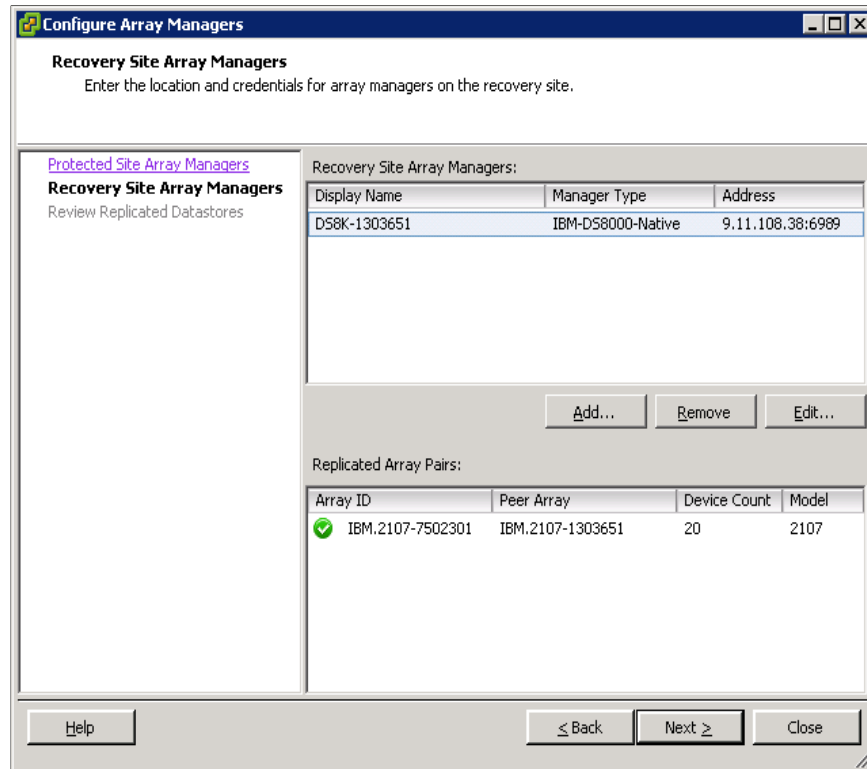 Configure Array Managers
Recovery Site Array Managers
Enter the location and credentials for array managers on the recovery site.
Protected Site Array Managers
Recovery Site Array Managers
Review Replicated Datastores
Recovery Site Array Managers:
Display Name Manager Type Address
DS8K-1303651 IBM-DS8000-Native 9.11.108.38:6989
Add... Remove Edit...
Replicated Array Pairs:
Array ID Peer Array Device Count Model
IBM.2107-7502301 IBM.2107-1303651 20 2107
Help < Back Next > Close